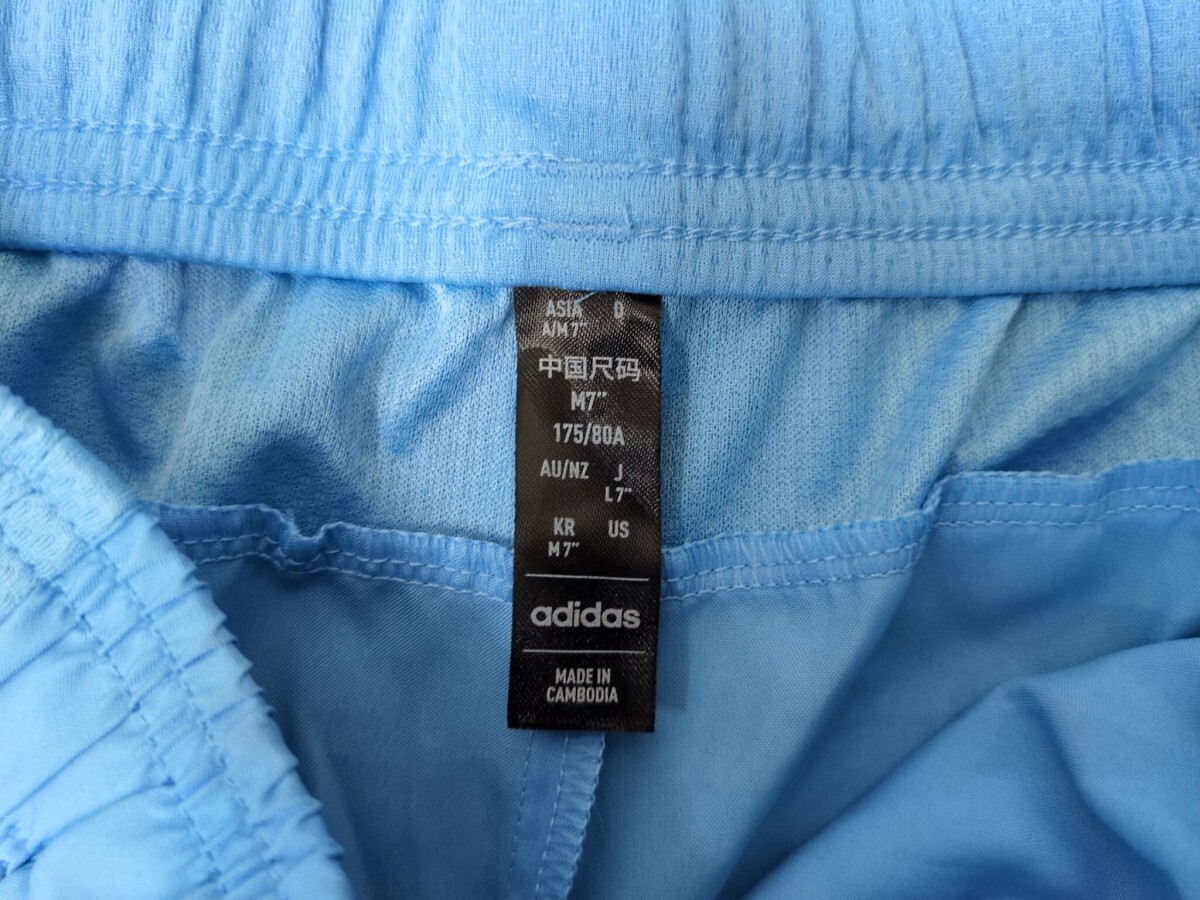 ASIA D
A/M 7"
中国尺码
M7"
175/80A
AU/NZ J
L 7"
KR US
M 7"
adidas
MADE IN
CAMBODIA